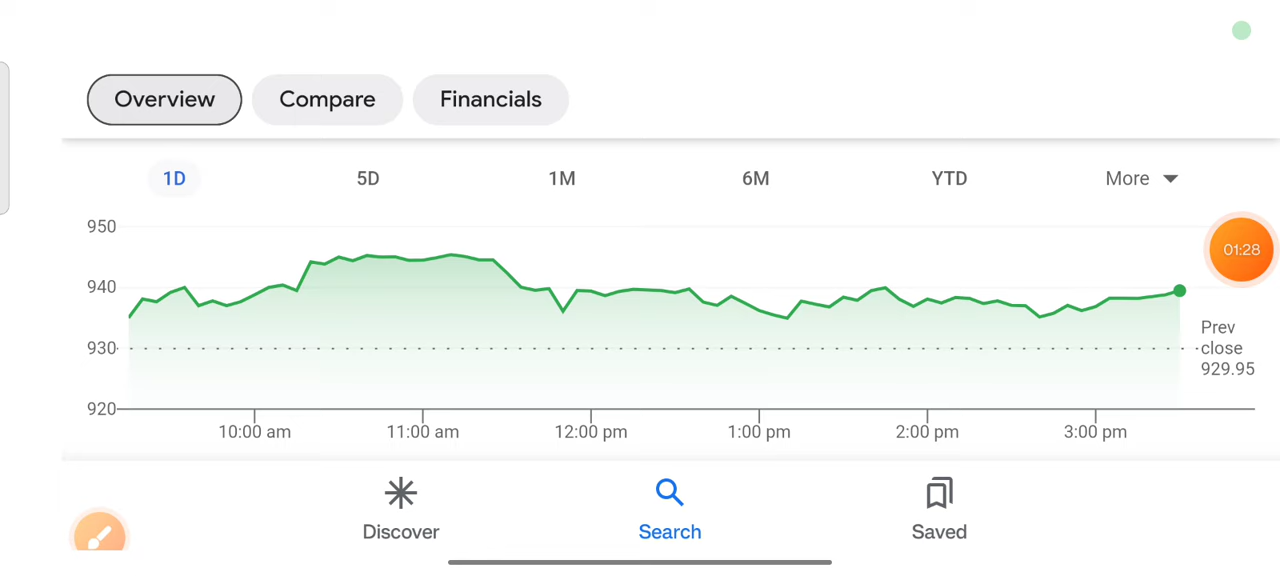 Overview Compare Financials
1D 5D 1M 6M YTD More
950
940
930
920
01:28
Prev
close
929.95
10:00 am 11:00 am 12:00 pm 1:00 pm 2:00 pm 3:00 pm
Discover Search Saved